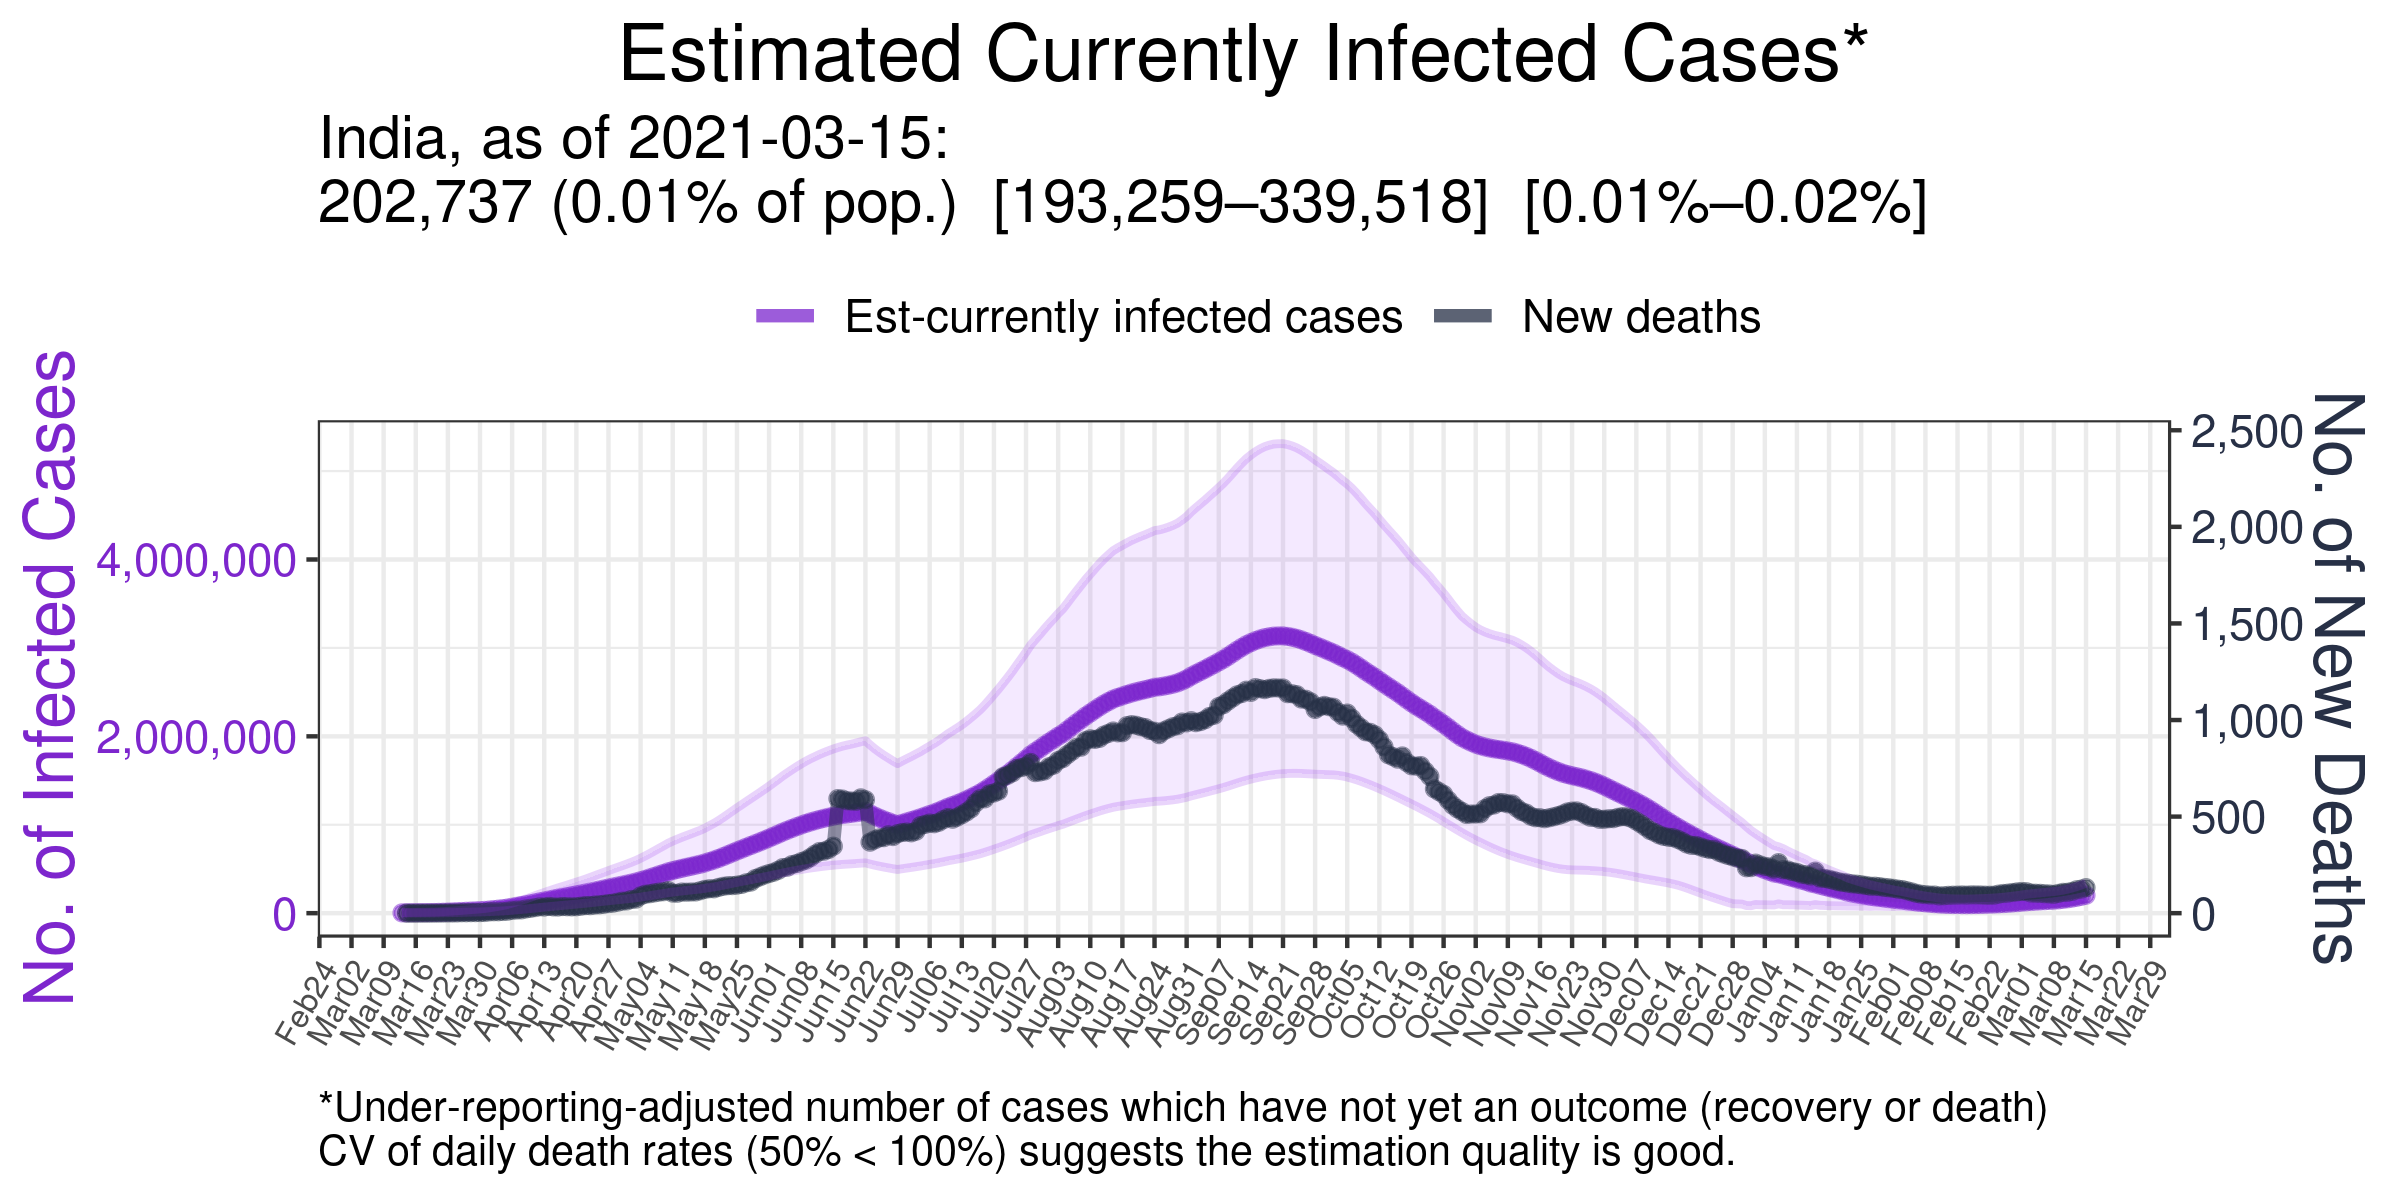 Estimated Currently Infected Cases*
India, as of 2021-03-15:
202,737 (0.01% of pop.) [193,259–339,518] [0.01%–0.02%]
Est-currently infected cases
New deaths
No. of Infected Cases
4,000,000
2,000,000
0
2,500
2,000
1,500
1,000
500
0
No. of New Deaths
Feb24
Mar02
Mar09
Mar16
Mar23
Mar30
Apr06
Apr13
Apr20
Apr27
May04
May11
May18
May25
Jun01
Jun08
Jun15
Jun22
Jun29
Jul06
Jul13
Jul20
Jul27
Aug03
Aug10
Aug17
Aug24
Aug31
Sep07
Sep14
Sep21
Sep28
Oct05
Oct12
Oct19
Oct26
Nov02
Nov09
Nov16
Nov23
Nov30
Dec07
Dec14
Dec21
Dec28
Jan04
Jan11
Jan18
Jan25
Feb01
Feb08
Feb15
Feb22
Mar01
Mar08
Mar15
Mar22
Mar29
*Under-reporting-adjusted number of cases which have not yet an outcome (recovery or death)
CV of daily death rates (50% < 100%) suggests the estimation quality is good.